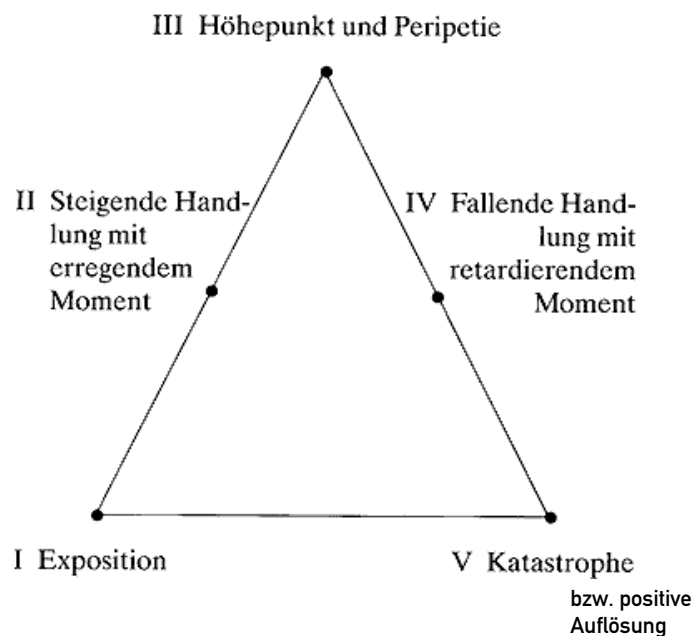 III Höhepunkt und Peripetie
II Steigende Hand-
lung mit
erregendem
Moment
IV Fallende Hand-
lung mit
retardierendem
Moment
I Exposition
V Katastrophe
bzw. positive
Auflösung